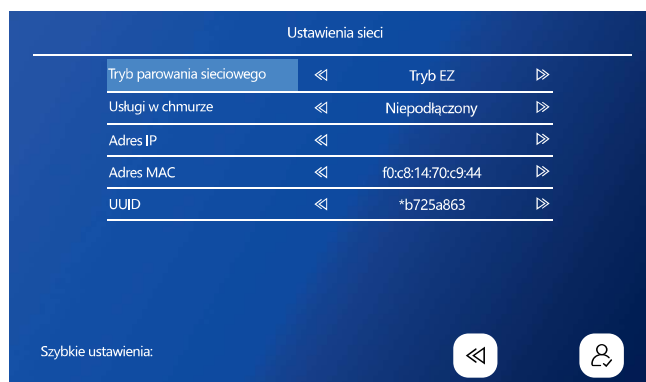 Ustawienia sieci
Tryb parowania sieciowego Tryb EZ
Usługi w chmurze Niepodłączony
Adres IP
Adres MAC f0:c8:14:70:c9:44
UUID *b725a863
Szybkie ustawienia: